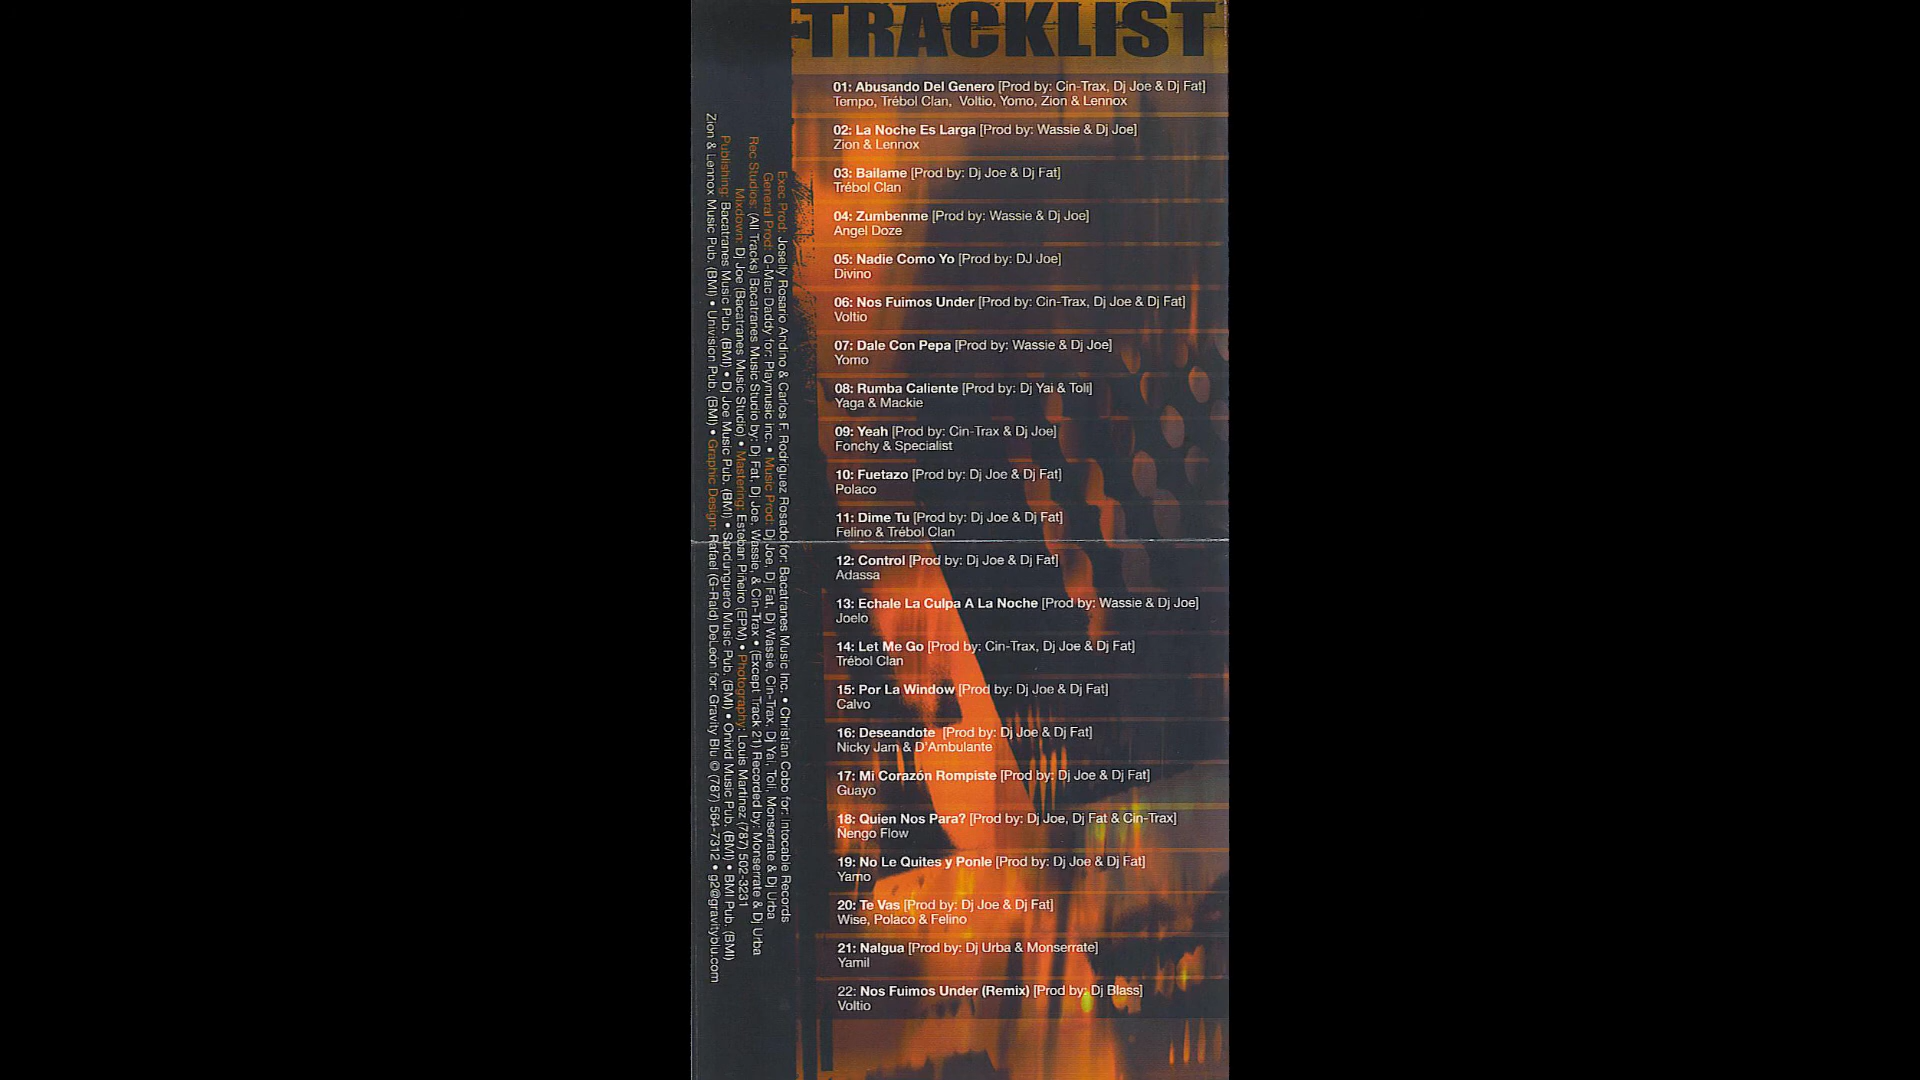 TRACKLIST
01: Abusando Del Genero [Prod by: Cin-Trax, Dj Joe & Dj Fat]
Tempo, Trébol Clan, Voltio, Yomo, Zion & Lennox
02: La Noche Es Larga [Prod by: Wassie & Dj Joe]
Zion & Lennox
03: Bailame [Prod by: Dj Joe & Dj Fat]
Trébol Clan
04: Zumbenme [Prod by: Wassie & Dj Joe]
Angel Doze
05: Nadie Como Yo [Prod by: DJ Joe]
Divino
06: Nos Fuimos Under [Prod by: Cin-Trax, Dj Joe & Dj Fat]
Voltio
07: Dale Con Pepa [Prod by: Wassie & Dj Joe]
Yomo
08: Rumba Caliente [Prod by: Dj Yai & Toli]
Yaga & Mackie
09: Yeah [Prod by: Cin-Trax & Dj Joe]
Fonchy & Specialist
10: Fuetazo [Prod by: Dj Joe & Dj Fat]
Polaco
11: Dime Tu [Prod by: Dj Joe & Dj Fat]
Felino & Trébol Clan
12: Control [Prod by: Dj Joe & Dj Fat]
Adassa
13: Echale La Culpa A La Noche [Prod by: Wassie & Dj Joe]
Joelo
14: Let Me Go [Prod by: Cin-Trax, Dj Joe & Dj Fat]
Trébol Clan
15: Por La Window [Prod by: Dj Joe & Dj Fat]
Calvo
16: Deseandote [Prod by: Dj Joe & Dj Fat]
Nicky Jam & D'Ambulante
17: Mi Corazón Rompiste [Prod by: Dj Joe & Dj Fat]
Guayo
18: Quien Nos Para? [Prod by: Dj Joe, Dj Fat & Cin-Trax]
Ñengo Flow
19: No Le Quites y Ponle [Prod by: Dj Joe & Dj Fat]
Yamo
20: Te Vas [Prod by: Dj Joe & Dj Fat]
Wise, Polaco & Felino
21: Nalgua [Prod by: Dj Urba & Monserrate]
Yamil
22: Nos Fuimos Under (Remix) [Prod by: Dj Blass]
Voltio
Exec Prod: Joselly Rosario Andino & Carlos F. Rodríguez Rosado for: Bacatranes Music Inc. • Christian Cobo for: Intocable Records
General Prod: Q-Mac Daddy for: Playmusic inc. • Music Prod: Dj Joe, Dj Fat, Dj Wassie, Cin-Trax, Dj Yai, Toli, Monserrate & Dj Urba
Rec Studios: (All Tracks) Bacatranes Music Studio by: Dj Fat, Dj Joe, Wassie, & Cin-Trax • (Except Track 21) Recorded by: Monserrate & Dj Urba
Mixdown: Dj Joe (Bacatranes Music Studio) • Mastering: Esteban Piñeiro (EPM) • Photography: Louis Martinez (787) 502-3231
Publishing: Bacatranes Music Pub. (BMI) • Dj Joe Music Pub. (BMI) • Sandunguero Music Pub. (BMI) • Onivid Music Pub. (BMI) • BMI Pub. (BMI)
Zion & Lennox Music Pub. (BMI) • Univision Pub. (BMI) • Graphic Design: Rafael (G-Raid) DeLeón for: Gravity Blu © (787) 564-7312 • g2@gravityblu.com